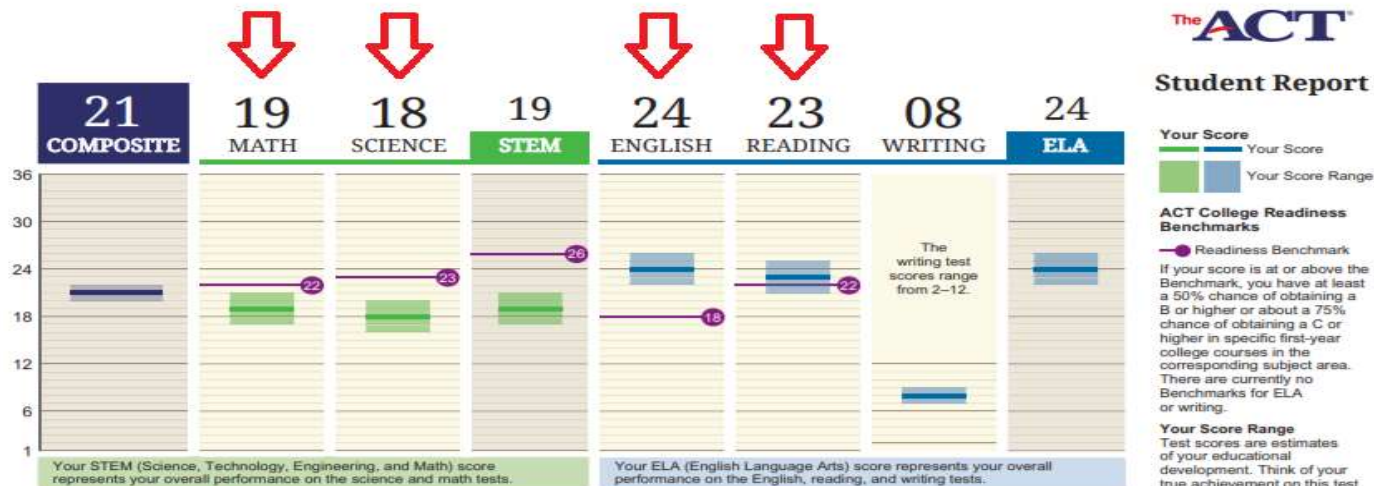 The ACT
Student Report
21 19 18 19 24 23 08 24
COMPOSITE MATH SCIENCE STEM ENGLISH READING WRITING ELA
36
30
24
18
12
6
1
22
23
26
18
22
The
writing test
scores range
from 2–12.
Your STEM (Science, Technology, Engineering, and Math) score
represents your overall performance on the science and math tests.
Your ELA (English Language Arts) score represents your overall
performance on the English, reading, and writing tests.
Your Score
Your Score
Your Score Range
ACT College Readiness
Benchmarks
Readiness Benchmark
If your score is at or above the
Benchmark, you have at least
a 50% chance of obtaining a
B or higher or about a 75%
chance of obtaining a C or
higher in specific first-year
college courses in the
corresponding subject area.
There are currently no
Benchmarks for ELA
or writing.
Your Score Range
Test scores are estimates
of your educational
development. Think of your
true achievement on this test